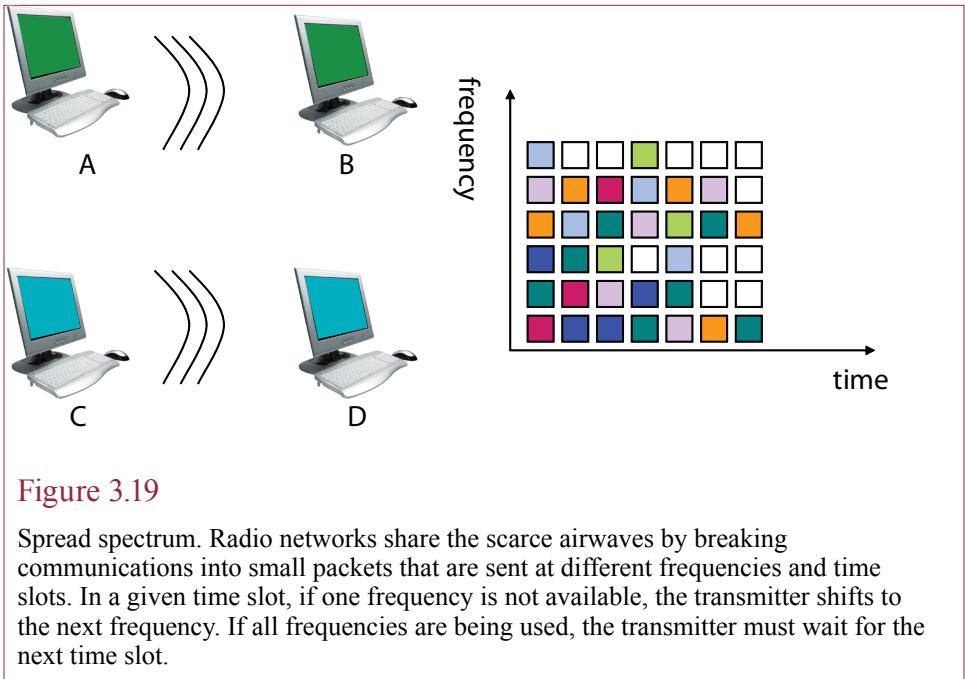 A
B
frequency
time
C
D
Figure 3.19
Spread spectrum. Radio networks share the scarce airwaves by breaking
communications into small packets that are sent at different frequencies and time
slots. In a given time slot, if one frequency is not available, the transmitter shifts to
the next frequency. If all frequencies are being used, the transmitter must wait for the
next time slot.